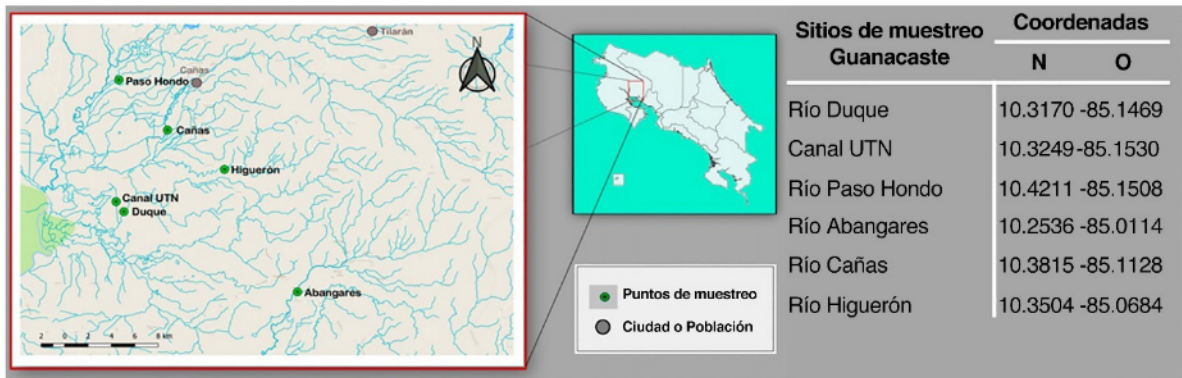 Tilarán
N
Cañas
Paso Hondo
Cañas
Higuerón
Canal UTN
Duque
Abangares
2 0 2 4 6 8 km
Puntos de muestreo
Ciudad o Población
Sitios de muestreo Coordenadas
Guanacaste N O
Río Duque 10.3170 -85.1469
Canal UTN 10.3249 -85.1530
Río Paso Hondo 10.4211 -85.1508
Río Abangares 10.2536 -85.0114
Río Cañas 10.3815 -85.1128
Río Higuerón 10.3504 -85.0684